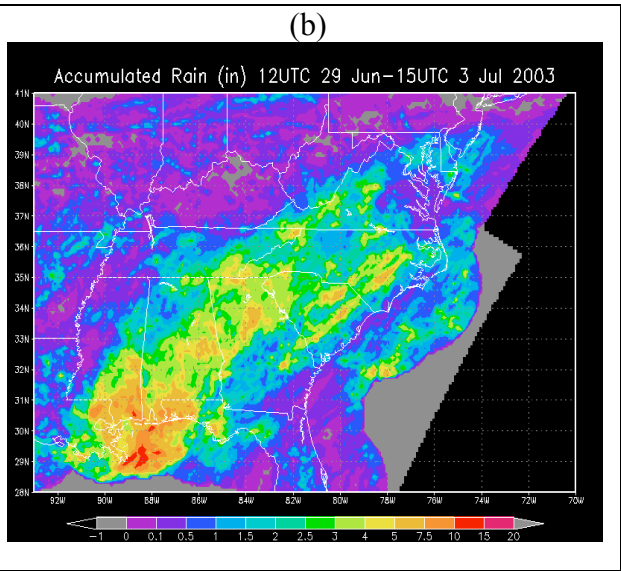 (b)
Accumulated Rain (in) 12UTC 29 Jun-15UTC 3 Jul 2003
41N
40N
39N
38N
37N
36N
35N
34N
33N
32N
31N
30N
29N
28N
92W 90W 88W 86W 84W 82W 80W 78W 76W 74W 72W 70W
-1 0 0.1 0.5 1 1.5 2 2.5 3 4 5 7.5 10 15 20